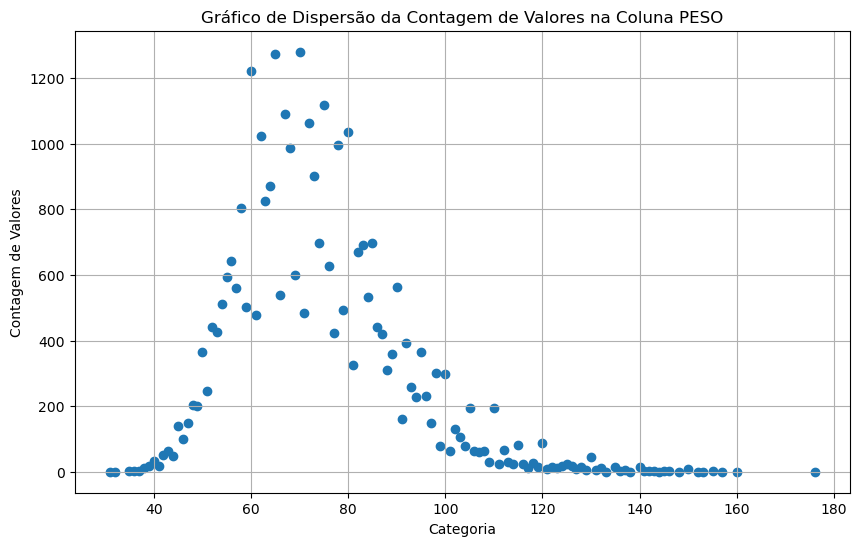 Gráfico de Dispersão da Contagem de Valores na Coluna PESO
1200
1000
800
600
400
200
0
Contagem de Valores
40 60 80 100 120 140 160 180
Categoria